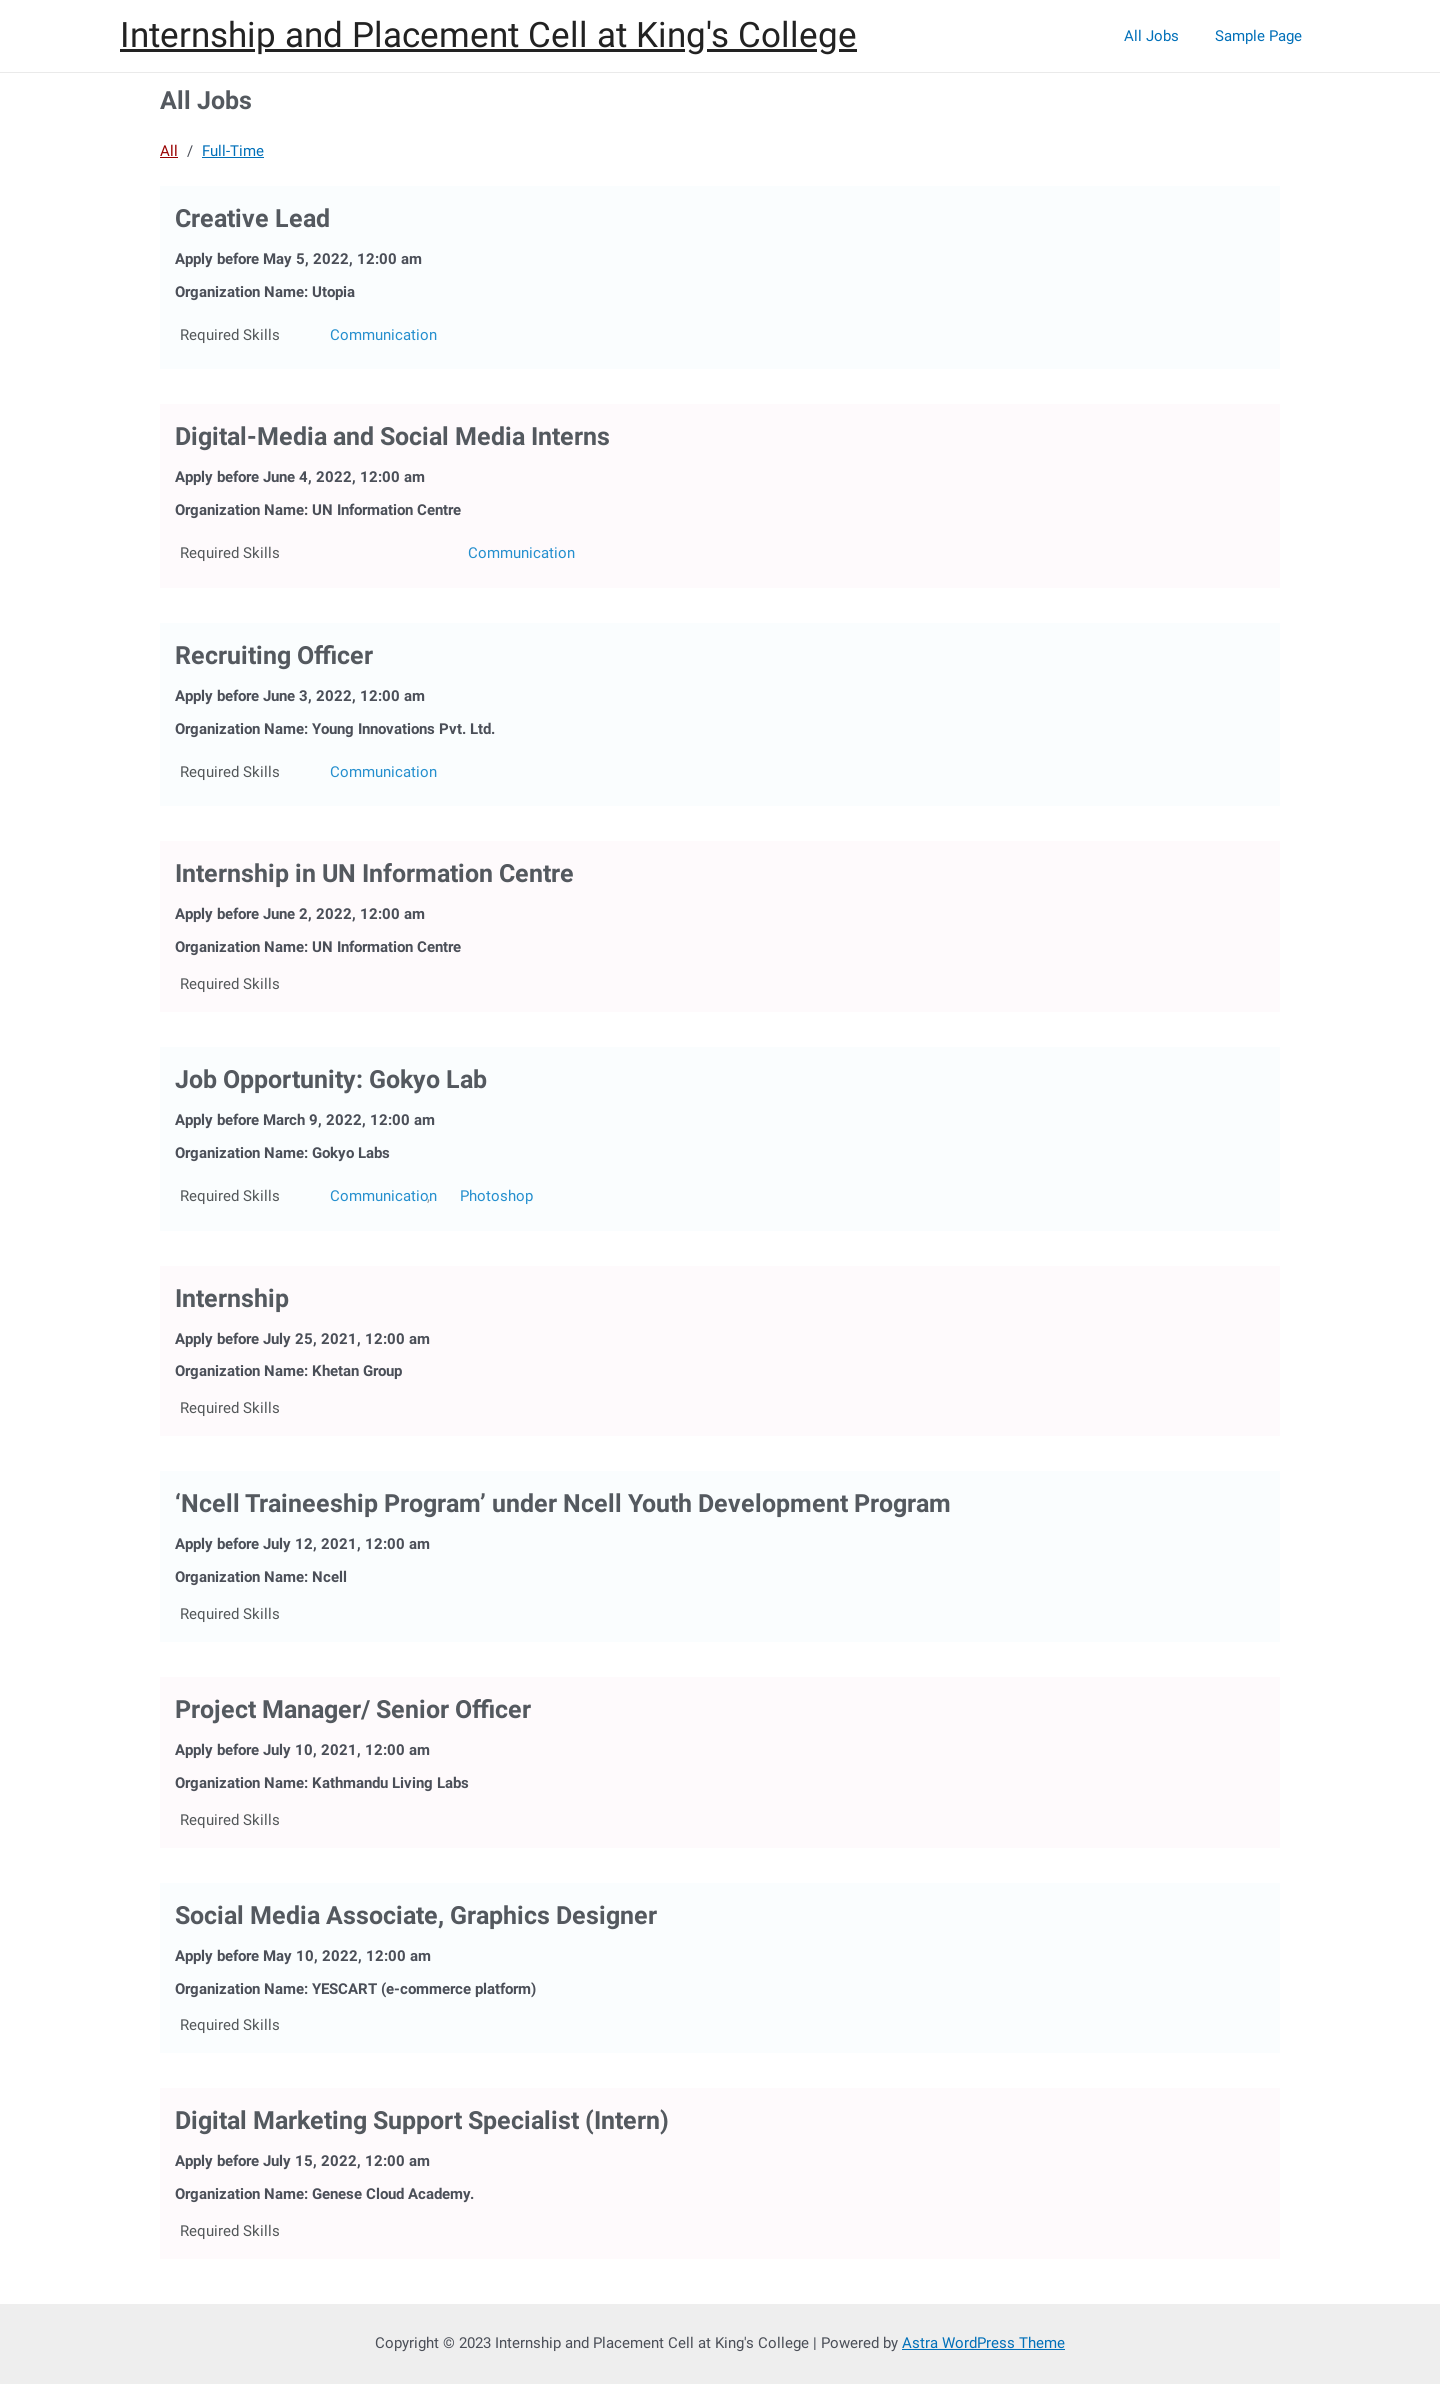 Internship and Placement Cell at King's College
All Jobs Sample Page
All Jobs
All / Full-Time
Creative Lead
Apply before May 5, 2022, 12:00 am
Organization Name: Utopia
Required Skills Communication
Digital-Media and Social Media Interns
Apply before June 4, 2022, 12:00 am
Organization Name: UN Information Centre
Required Skills Communication
Recruiting Officer
Apply before June 3, 2022, 12:00 am
Organization Name: Young Innovations Pvt. Ltd.
Required Skills Communication
Internship in UN Information Centre
Apply before June 2, 2022, 12:00 am
Organization Name: UN Information Centre
Required Skills
Job Opportunity: Gokyo Lab
Apply before March 9, 2022, 12:00 am
Organization Name: Gokyo Labs
Required Skills Communication, Photoshop
Internship
Apply before July 25, 2021, 12:00 am
Organization Name: Khetan Group
Required Skills
‘Ncell Traineeship Program’ under Ncell Youth Development Program
Apply before July 12, 2021, 12:00 am
Organization Name: Ncell
Required Skills
Project Manager/ Senior Officer
Apply before July 10, 2021, 12:00 am
Organization Name: Kathmandu Living Labs
Required Skills
Social Media Associate, Graphics Designer
Apply before May 10, 2022, 12:00 am
Organization Name: YESCART (e-commerce platform)
Required Skills
Digital Marketing Support Specialist (Intern)
Apply before July 15, 2022, 12:00 am
Organization Name: Genese Cloud Academy.
Required Skills
Copyright © 2023 Internship and Placement Cell at King's College | Powered by Astra WordPress Theme